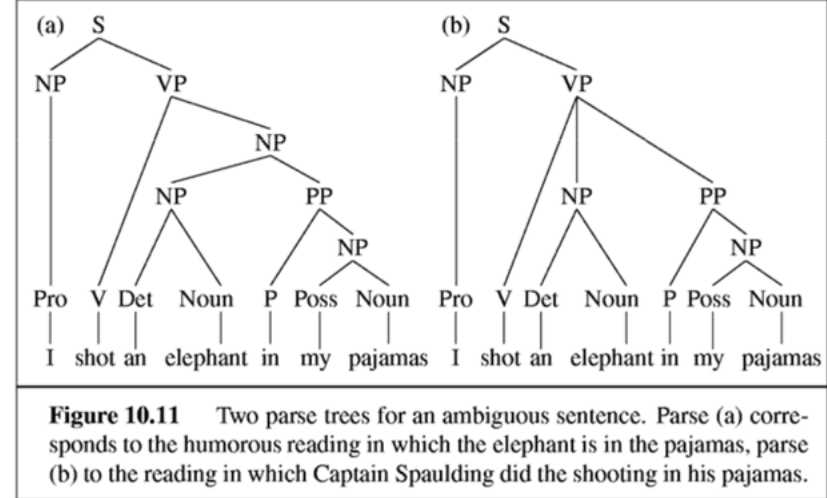 (a) S (b) S
NP VP NP VP
NP
NP PP NP PP
NP NP
Pro V Det Noun P Poss Noun Pro V Det Noun P Poss Noun
I shot an elephant in my pajamas I shot an elephant in my pajamas
Figure 10.11 Two parse trees for an ambiguous sentence. Parse (a) corre-
sponds to the humorous reading in which the elephant is in the pajamas, parse
(b) to the reading in which Captain Spaulding did the shooting in his pajamas.